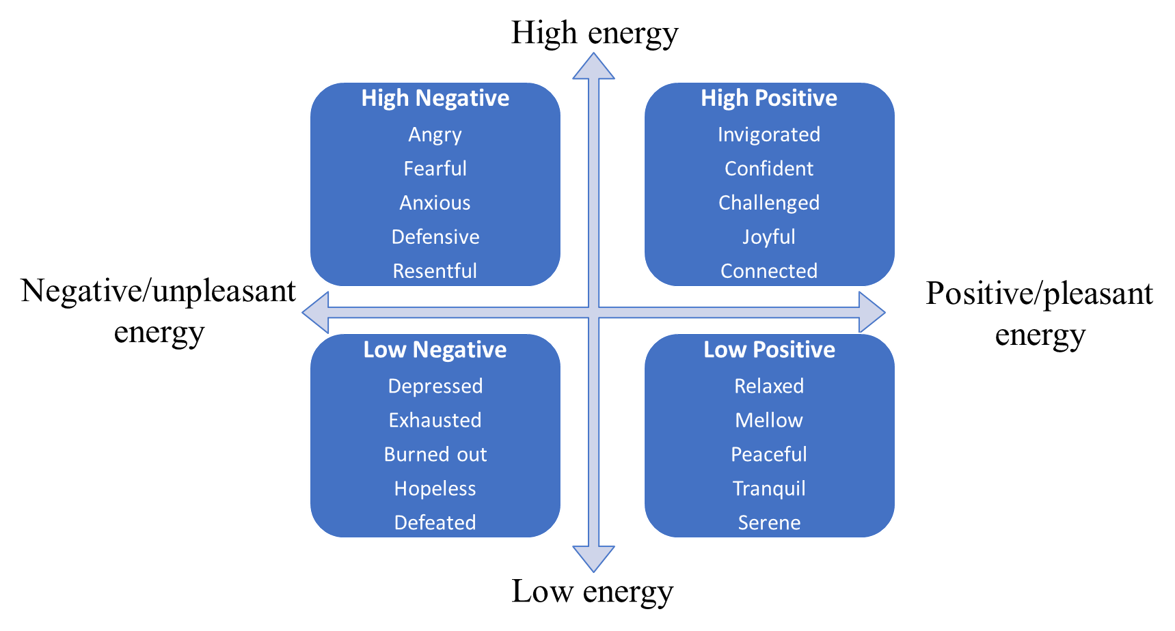 High energy
High Negative
Angry
Fearful
Anxious
Defensive
Resentful
High Positive
Invigorated
Confident
Challenged
Joyful
Connected
Negative/unpleasant
energy
Positive/pleasant
energy
Low Negative
Depressed
Exhausted
Burned out
Hopeless
Defeated
Low Positive
Relaxed
Mellow
Peaceful
Tranquil
Serene
Low energy